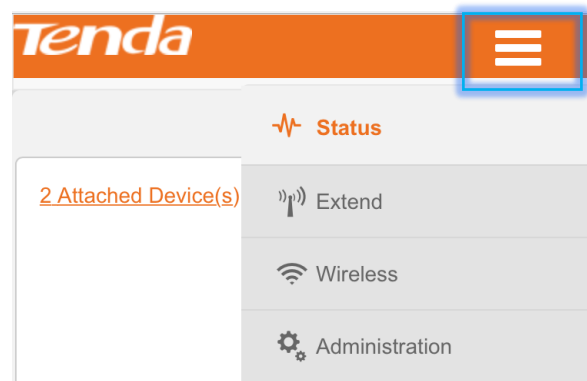 Tenda
Status
2 Attached Device(s)
Extend
Wireless
Administration